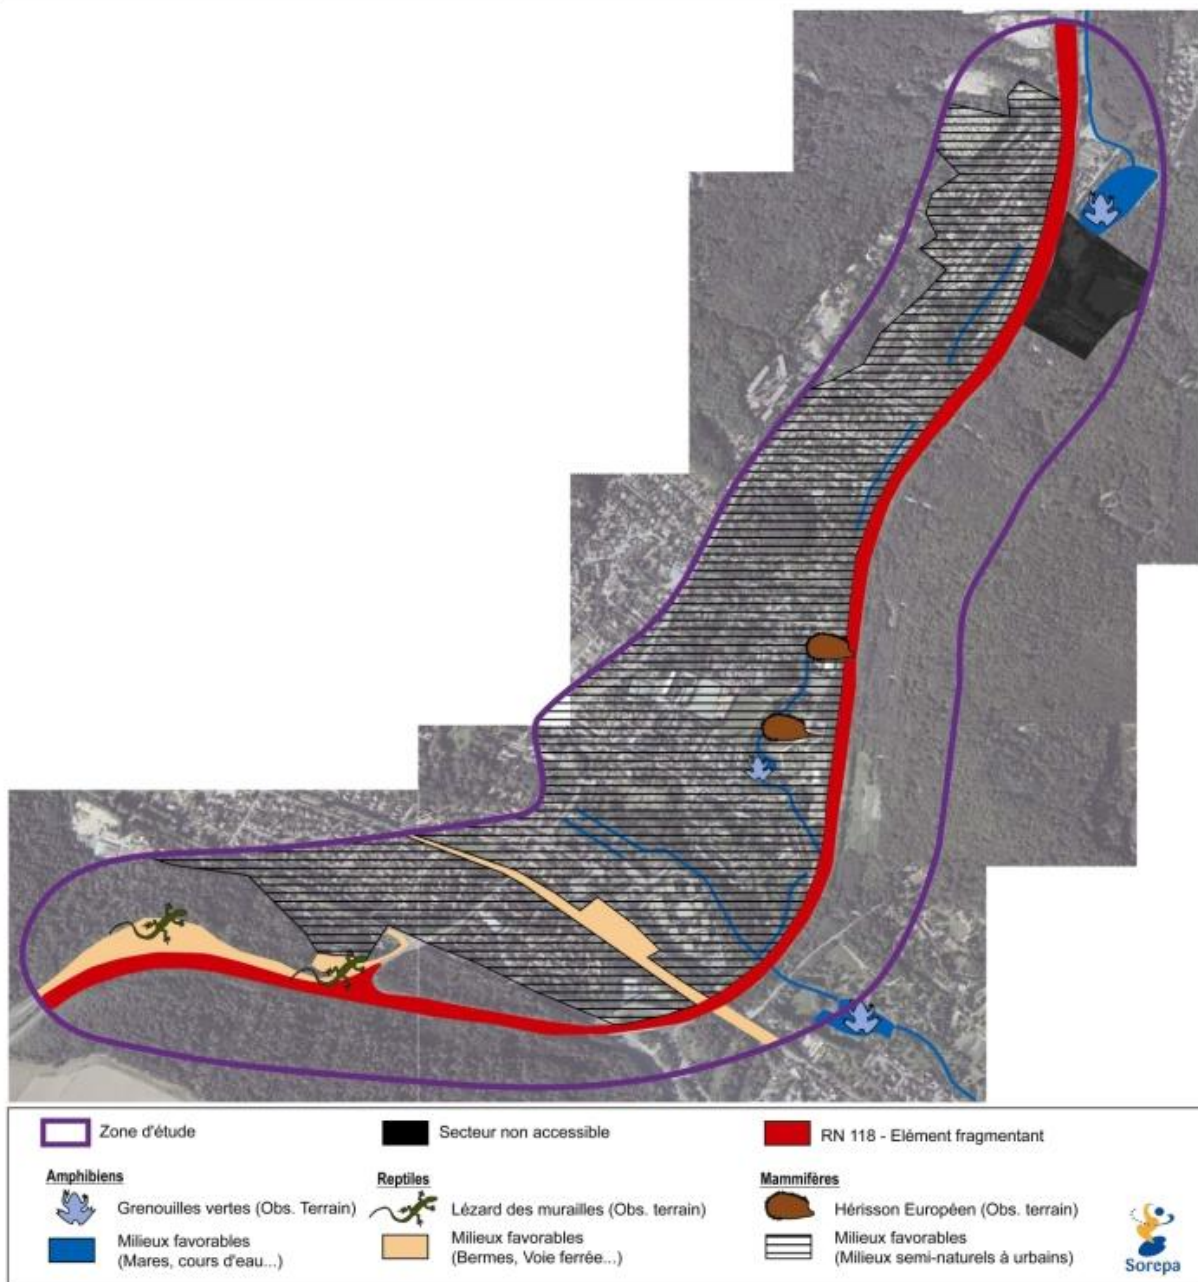 Zone d'étude
Secteur non accessible
RN 118 - Elément fragmentant
Amphibiens
Grenouilles vertes (Obs. Terrain)
Milieux favorables
(Mares, cours d'eau...)
Reptiles
Lézard des murailles (Obs. terrain)
Milieux favorables
(Bermes, Voie ferrée...)
Mammifères
Hérisson Européen (Obs. terrain)
Milieux favorables
(Milieux semi-naturels à urbains)
Sorepa